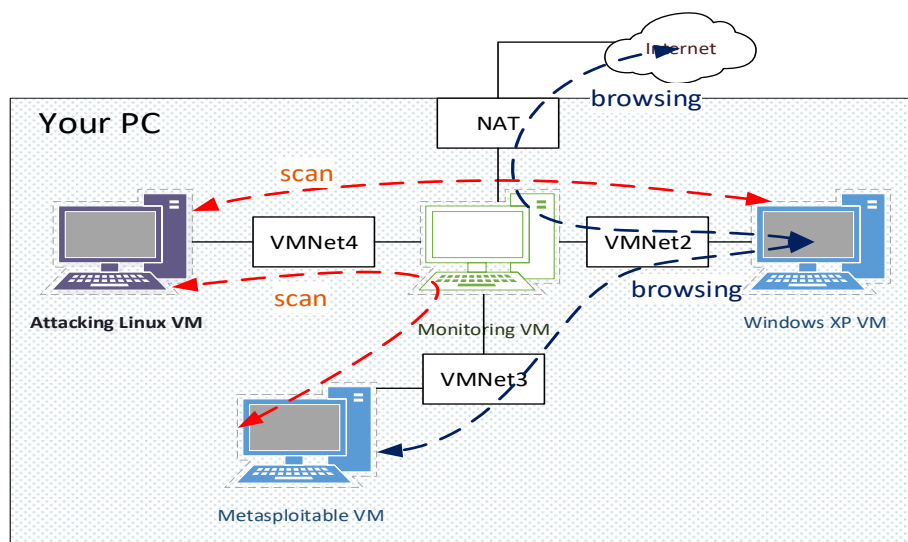 Internet
browsing
Your PC
NAT
scan
VMNet4
VMNet2
scan
browsing
Attacking Linux VM
Monitoring VM
Windows XP VM
VMNet3
Metasploitable VM